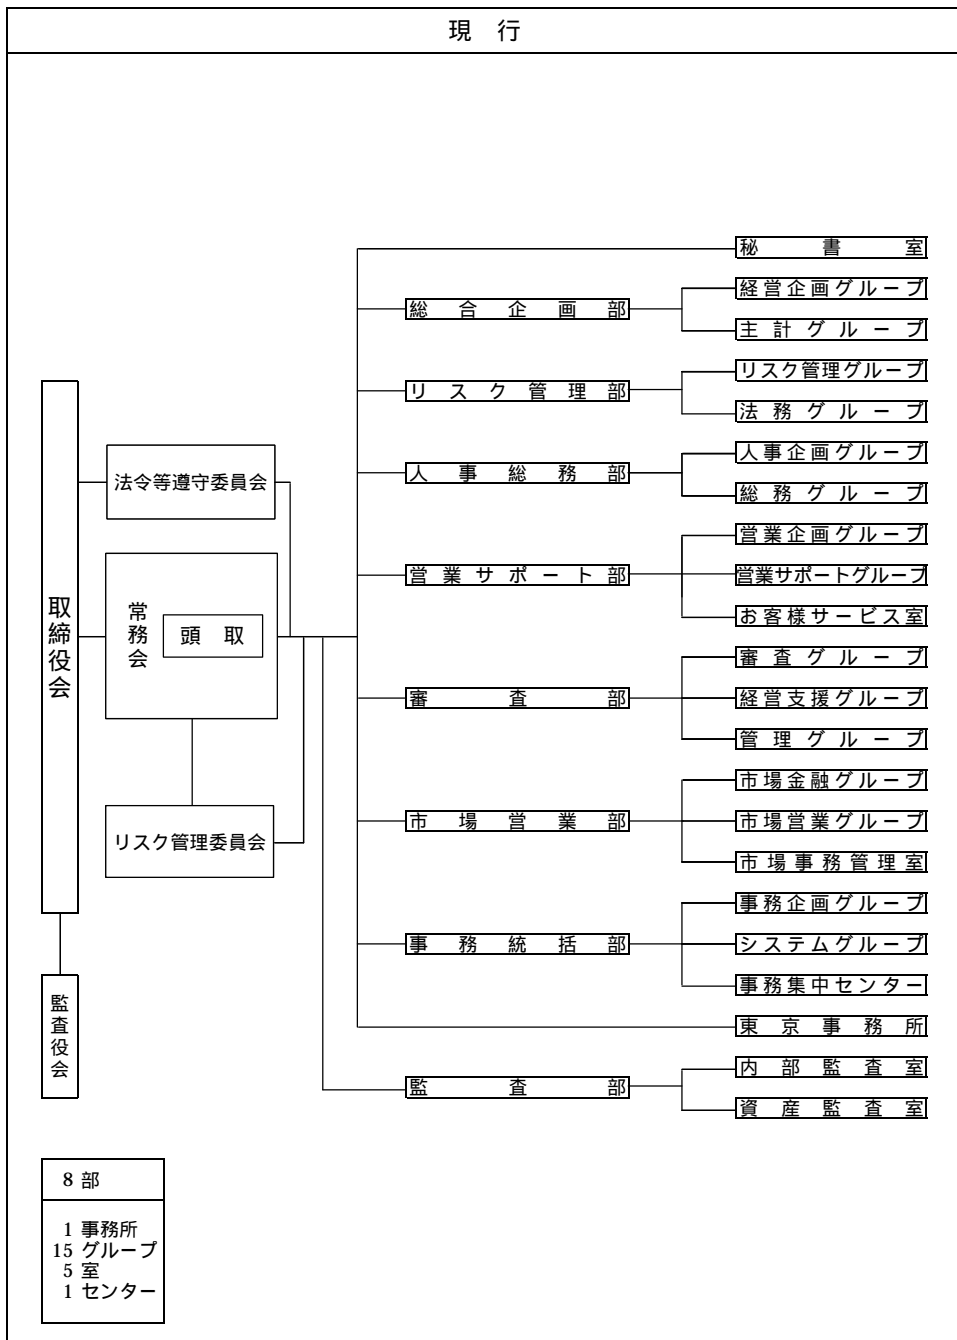 現 行
秘書室
総合企画部
経営企画グループ
主計グループ
リスク管理部
リスク管理グループ
法務グループ
人事総務部
人事企画グループ
総務グループ
営業サポート部
営業企画グループ
営業サポートグループ
お客様サービス室
審査部
審査グループ
経営支援グループ
管理グループ
市場営業部
市場金融グループ
市場営業グループ
市場事務管理室
事務統括部
事務企画グループ
システムグループ
事務集中センター
東京事務所
監査部
内部監査室
資産監査室
取締役会
法令等遵守委員会
常務会
頭 取
リスク管理委員会
監査役会
8 部
1 事務所
15 グループ
5 室
1 センター